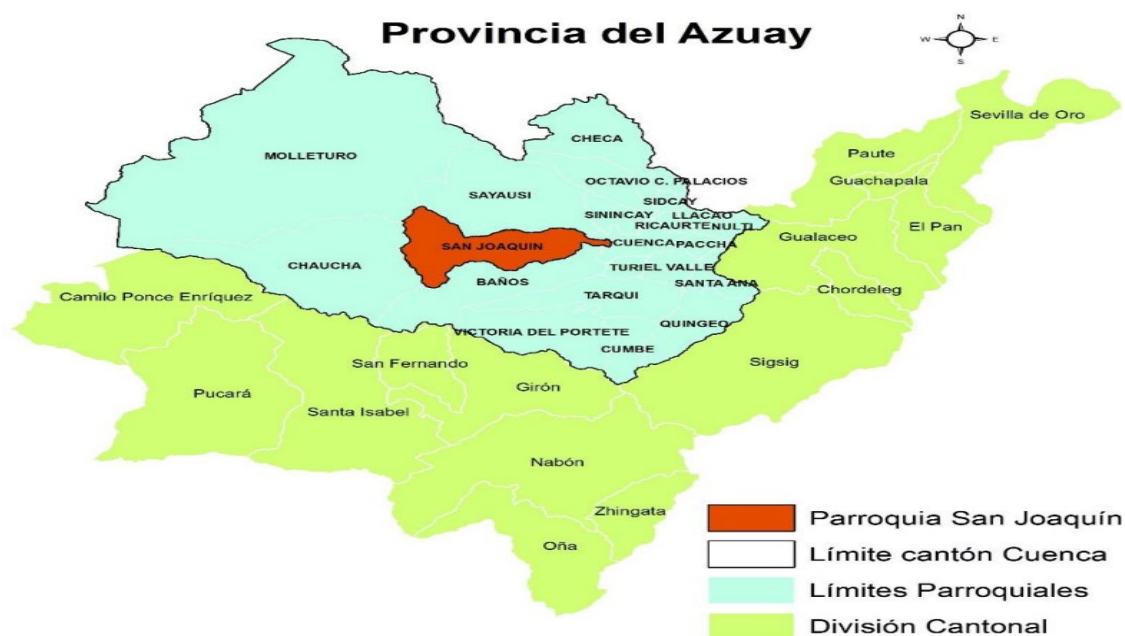 Provincia del Azuay
N
W E
S
Sevilla de Oro
CHECA
MOLLETURO
Paute
OCTAVIO C. PALACIOS
Guachapala
SAYAUSI
SIDCAY
SININCAY LLACAO
RICAURTE NULTI
El Pan
Gualaceo
SAN JOAQUIN
CUENCA PACCHA
CHAUCHA
TURI EL VALLE
BAÑOS
SANTA ANA
Chordeleg
Camilo Ponce Enríquez
TARQUI
VICTORIA DEL PORTETE
QUINGEO
CUMBE
San Fernando
Sigsig
Pucará
Girón
Santa Isabel
Nabón
Zhingata
Oña
Parroquia San Joaquín
Límite cantón Cuenca
Límites Parroquiales
División Cantonal